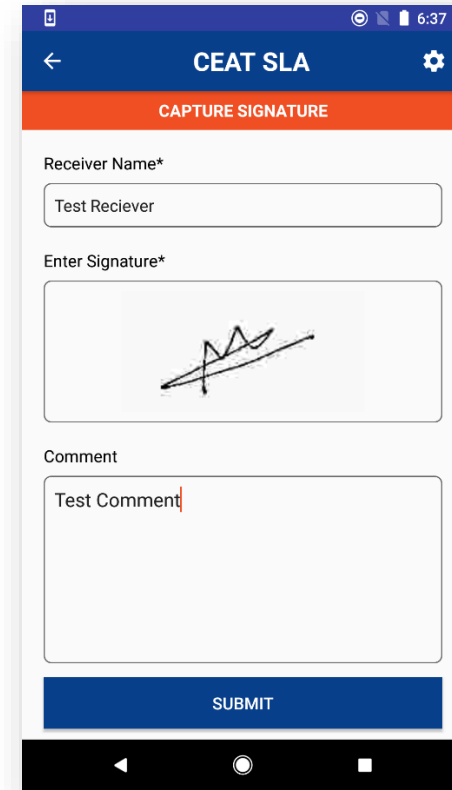 6:37
CEAT SLA
CAPTURE SIGNATURE
Receiver Name*
Test Reciever
Enter Signature*
Comment
Test Comment
SUBMIT